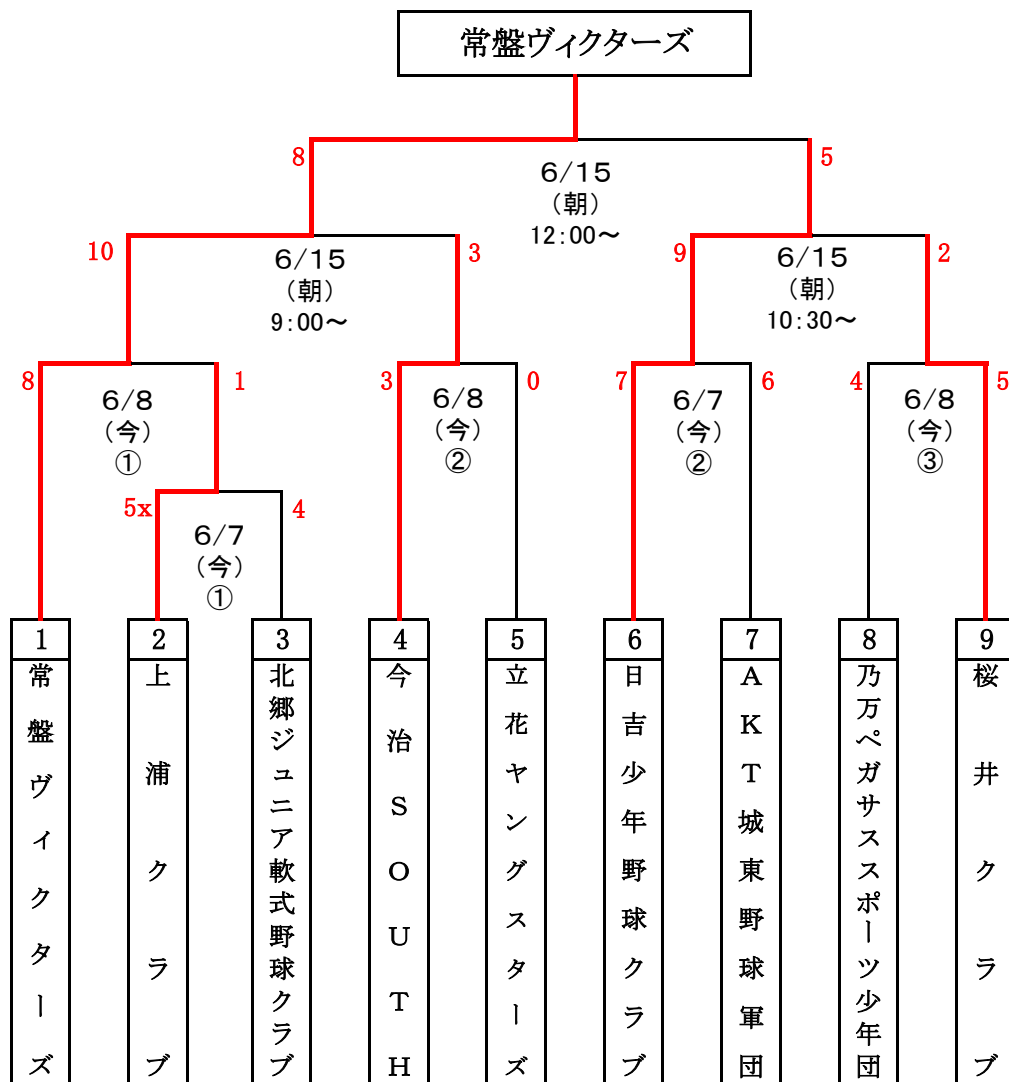 常盤ヴィクターズ
8
5
6/15
(朝)
12:00~
10
3
9
2
6/15
(朝)
9:00~
6/15
(朝)
10:30~
8
1
3
0
7
6
4
5
6/8
(今)
①
6/8
(今)
②
6/7
(今)
②
6/8
(今)
③
5x
4
6/7
(今)
①
1
2
3
4
5
6
7
8
9
常盤ヴィクターズ
上浦クラブ
北郷ジュニア軟式野球クラブ
今治SOUTH
立花ヤングスターズ
日吉少年野球クラブ
AKT城東野球軍団
乃万ペガサススポーツ少年団
桜井クラブ